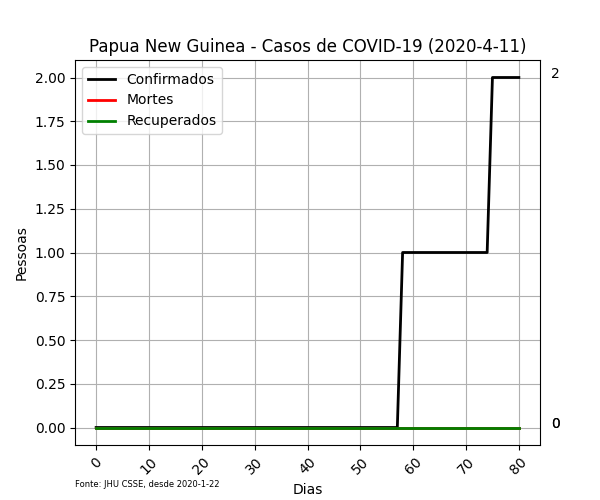 Papua New Guinea - Casos de COVID-19 (2020-4-11)
Confirmados
Mortes
Recuperados
2.00
1.75
1.50
1.25
1.00
0.75
0.50
0.25
0.00
Pessoas
2
0
0 10 20 30 40 50 60 70 80
Fonte: JHU CSSE, desde 2020-1-22
Dias